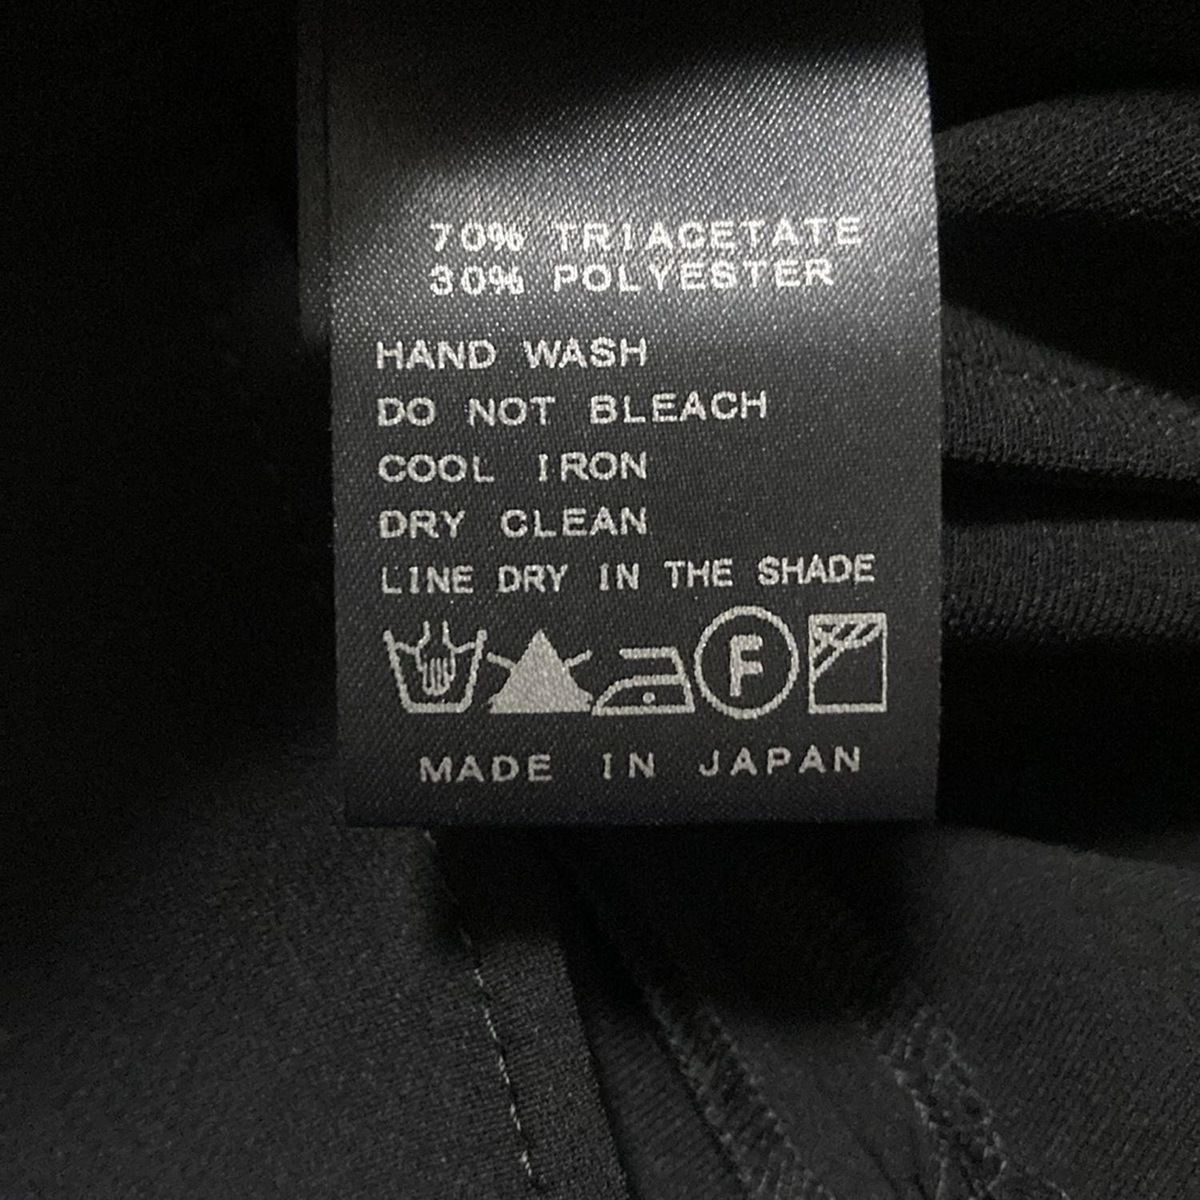 70% TRIACETATE
30% POLYESTER
HAND WASH
DO NOT BLEACH
COOL IRON
DRY CLEAN
LINE DRY IN THE SHADE
F
MADE IN JAPAN